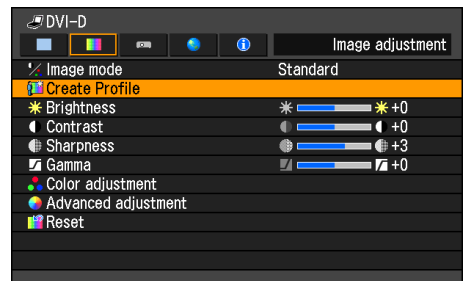 DVI-D
Image adjustment
Image mode Standard
Create Profile
Brightness +0
Contrast +0
Sharpness +3
Gamma +0
Color adjustment
Advanced adjustment
Reset